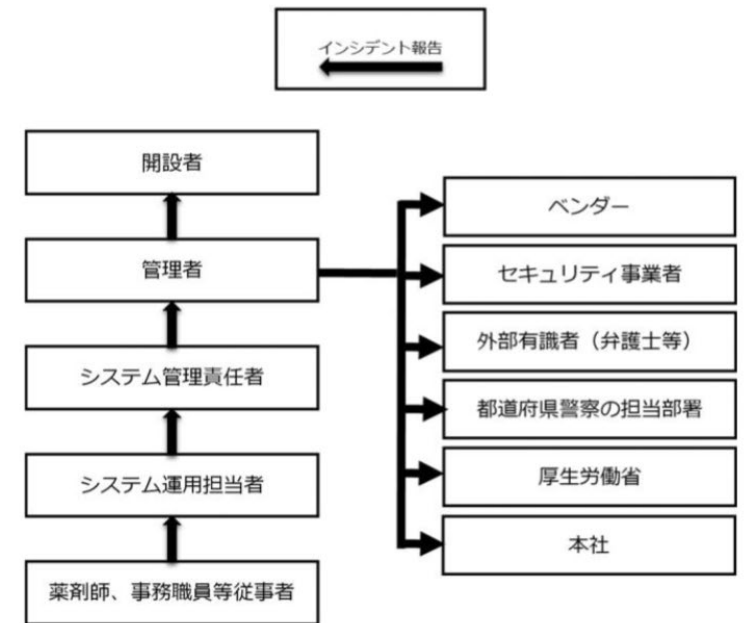 インシデント報告
開設者
管理者
システム管理責任者
システム運用担当者
薬剤師、事務職員等従事者
ベンダー
セキュリティ事業者
外部有識者（弁護士等）
都道府県警察の担当部署
厚生労働省
本社